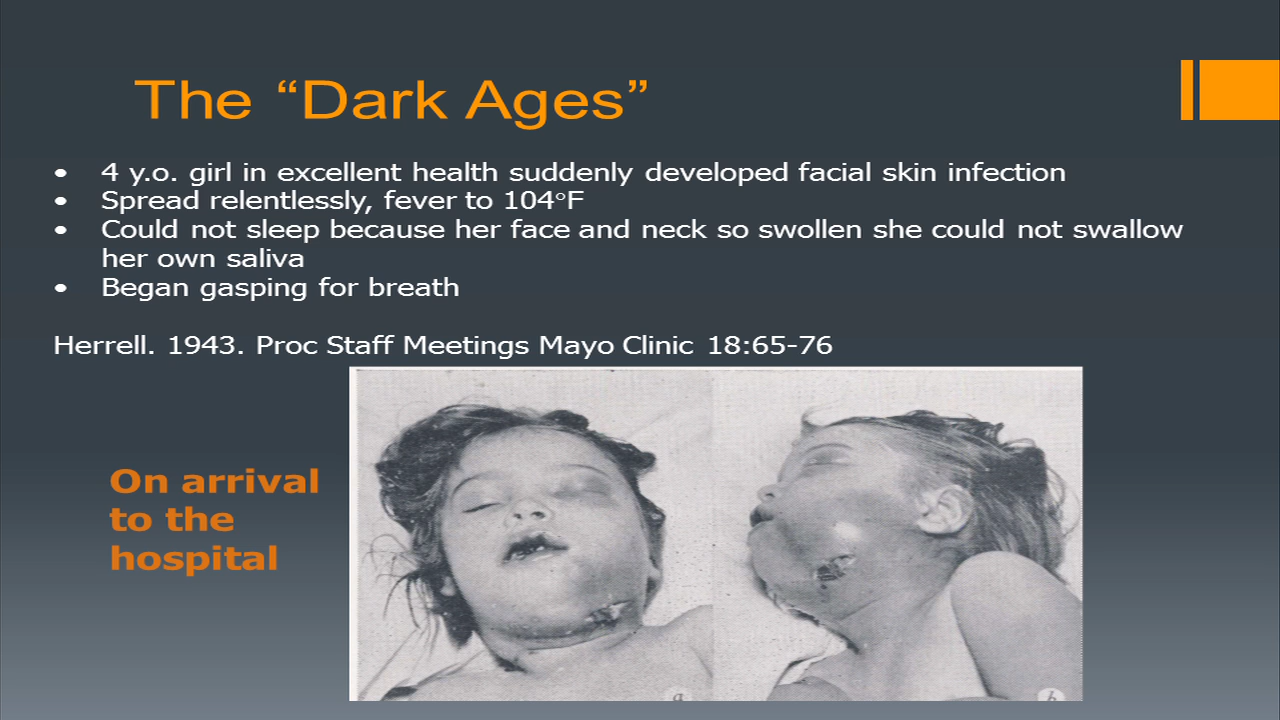 The “Dark Ages”
• 4 y.o. girl in excellent health suddenly developed facial skin infection
• Spread relentlessly, fever to 104°F
• Could not sleep because her face and neck so swollen she could not swallow
her own saliva
• Began gasping for breath
Herrell. 1943. Proc Staff Meetings Mayo Clinic 18:65-76
On arrival
to the
hospital
a
b